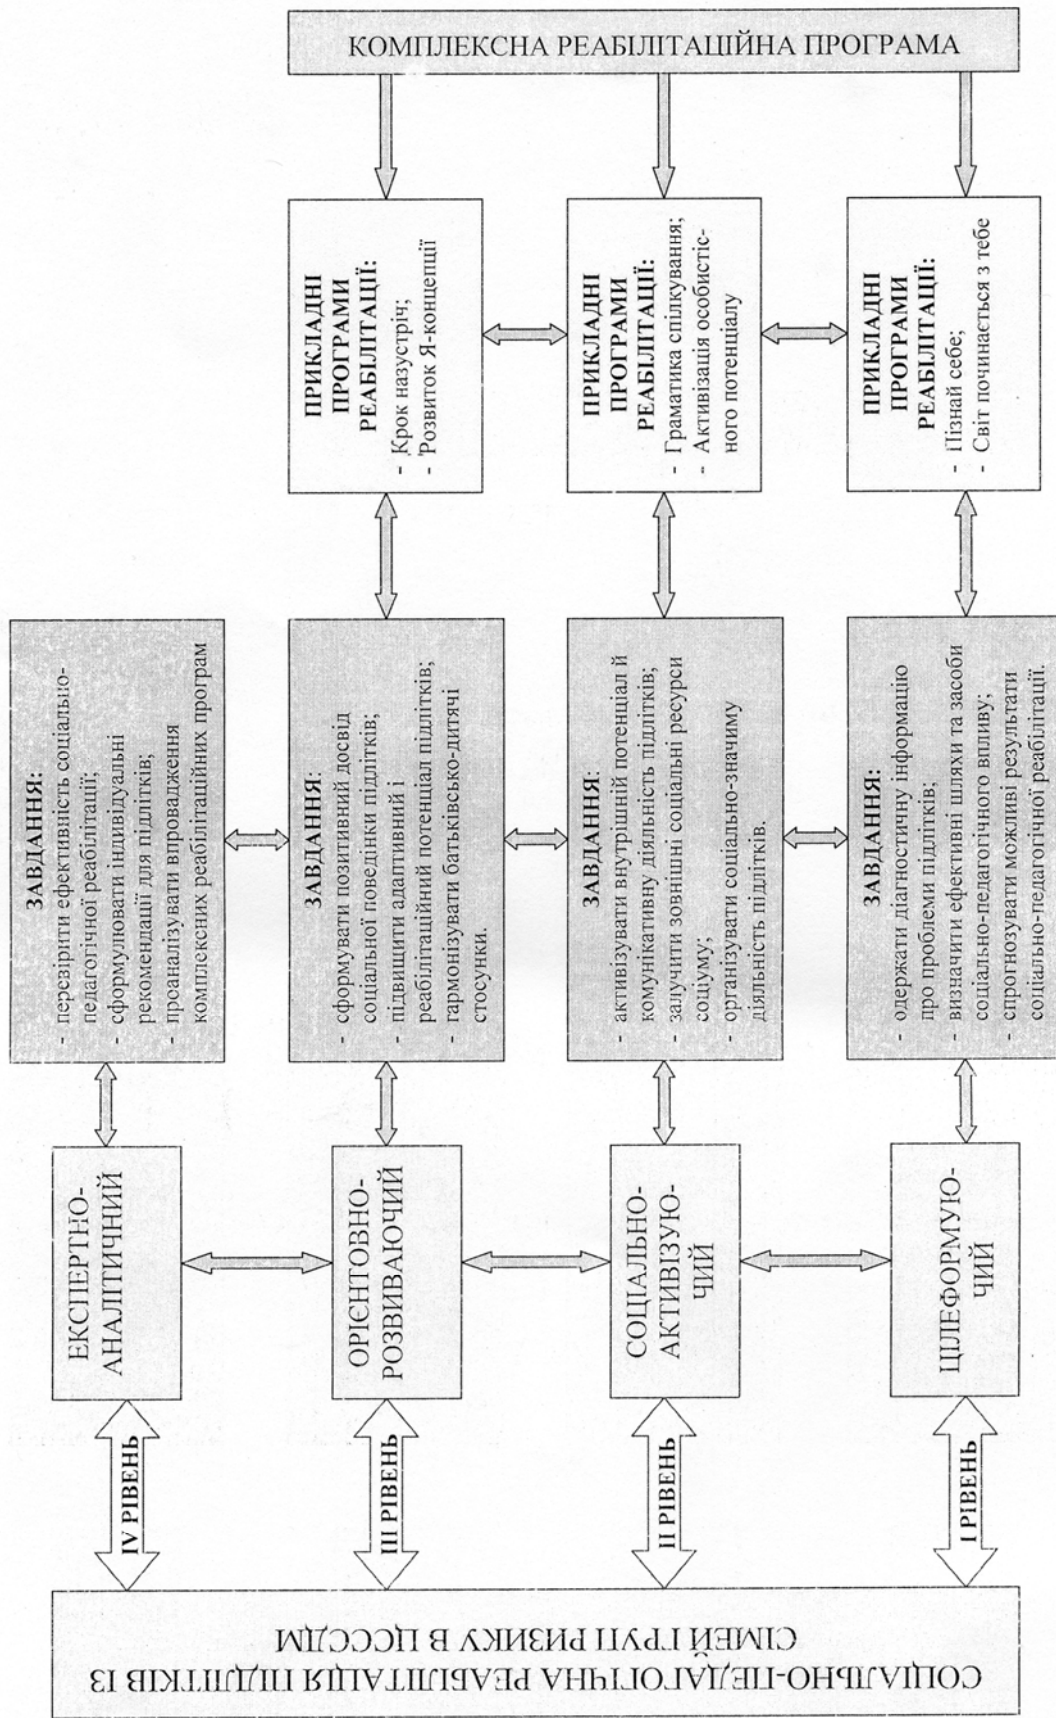 СОЦІАЛЬНО-ПЕДАГОГІЧНА РЕАБІЛІТАЦІЯ ПІДЛІТКІВ ІЗ
СІМЕЙ ГРУП РИЗИКУ В ЦСССДМ
IV РІВЕНЬ
ЕКСПЕРТНО-
АНАЛІТИЧНИЙ
ЗАВДАННЯ:
- перевірити ефективність соціально-
педагогічної реабілітації;
- сформулювати індивідуальні
рекомендації для підлітків;
- проаналізувати впровадження
комплексних реабілітаційних програм
III РІВЕНЬ
ОРІЄНТОВНО-
РОЗВИВАЮЧИЙ
ЗАВДАННЯ:
- сформувати позитивний досвід
соціальної поведінки підлітків;
- підвищити адаптивний і
реабілітаційний потенціал підлітків;
- гармонізувати батьківсько-дитячі
стосунки.
ПРИКЛАДНІ
ПРОГРАМИ
РЕАБІЛІТАЦІЇ:
- Крок назустріч;
- Розвиток Я-концепції
II РІВЕНЬ
СОЦІАЛЬНО-
АКТИВІЗУЮ-
ЧИЙ
ЗАВДАННЯ:
- активізувати внутрішній потенціал й
комунікативну діяльність підлітків;
- залучити зовнішні соціальні ресурси
соціуму;
- організувати соціально-значиму
діяльність підлітків.
ПРИКЛАДНІ
ПРОГРАМИ
РЕАБІЛІТАЦІЇ:
- Граматика спілкування;
- Активізація особистіс-
ного потенціалу
I РІВЕНЬ
ЦІЛЕФОРМУЮ-
ЧИЙ
ЗАВДАННЯ:
- одержати діагностичну інформацію
про проблеми підлітків;
- визначити ефективні шляхи та засоби
соціально-педагогічного впливу;
- спрогнозувати можливі результати
соціально-педагогічної реабілітації.
ПРИКЛАДНІ
ПРОГРАМИ
РЕАБІЛІТАЦІЇ:
- Пізнай себе;
- Світ починається з тебе
КОМПЛЕКСНА РЕАБІЛІТАЦІЙНА ПРОГРАМА